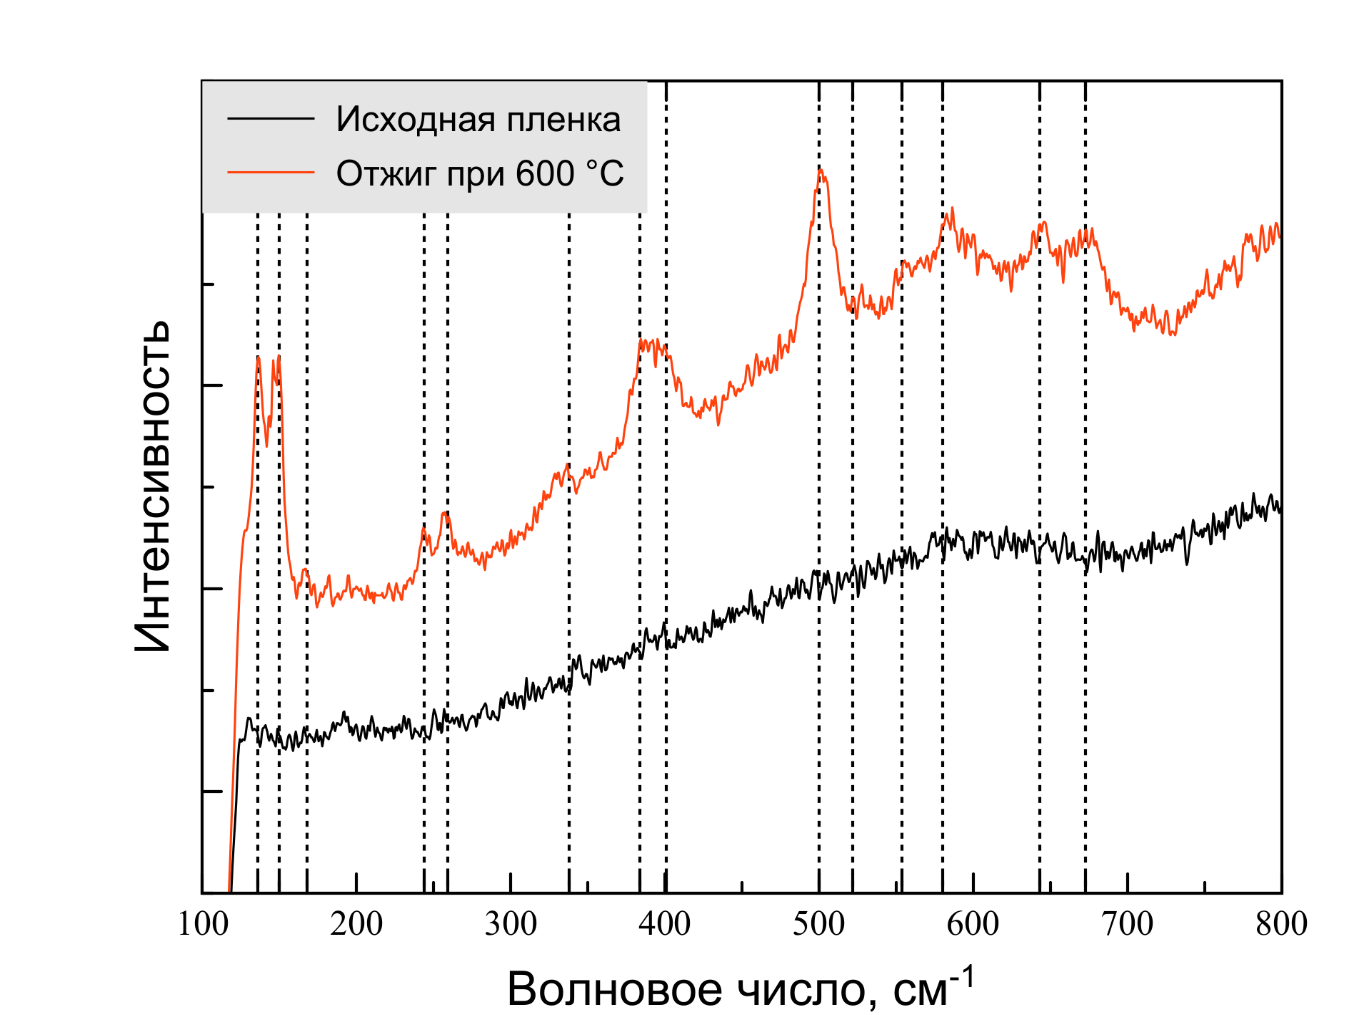 Исходная пленка
Отжиг при 600 °C
Интенсивность
100 200 300 400 500 600 700 800
Волновое число, см⁻¹